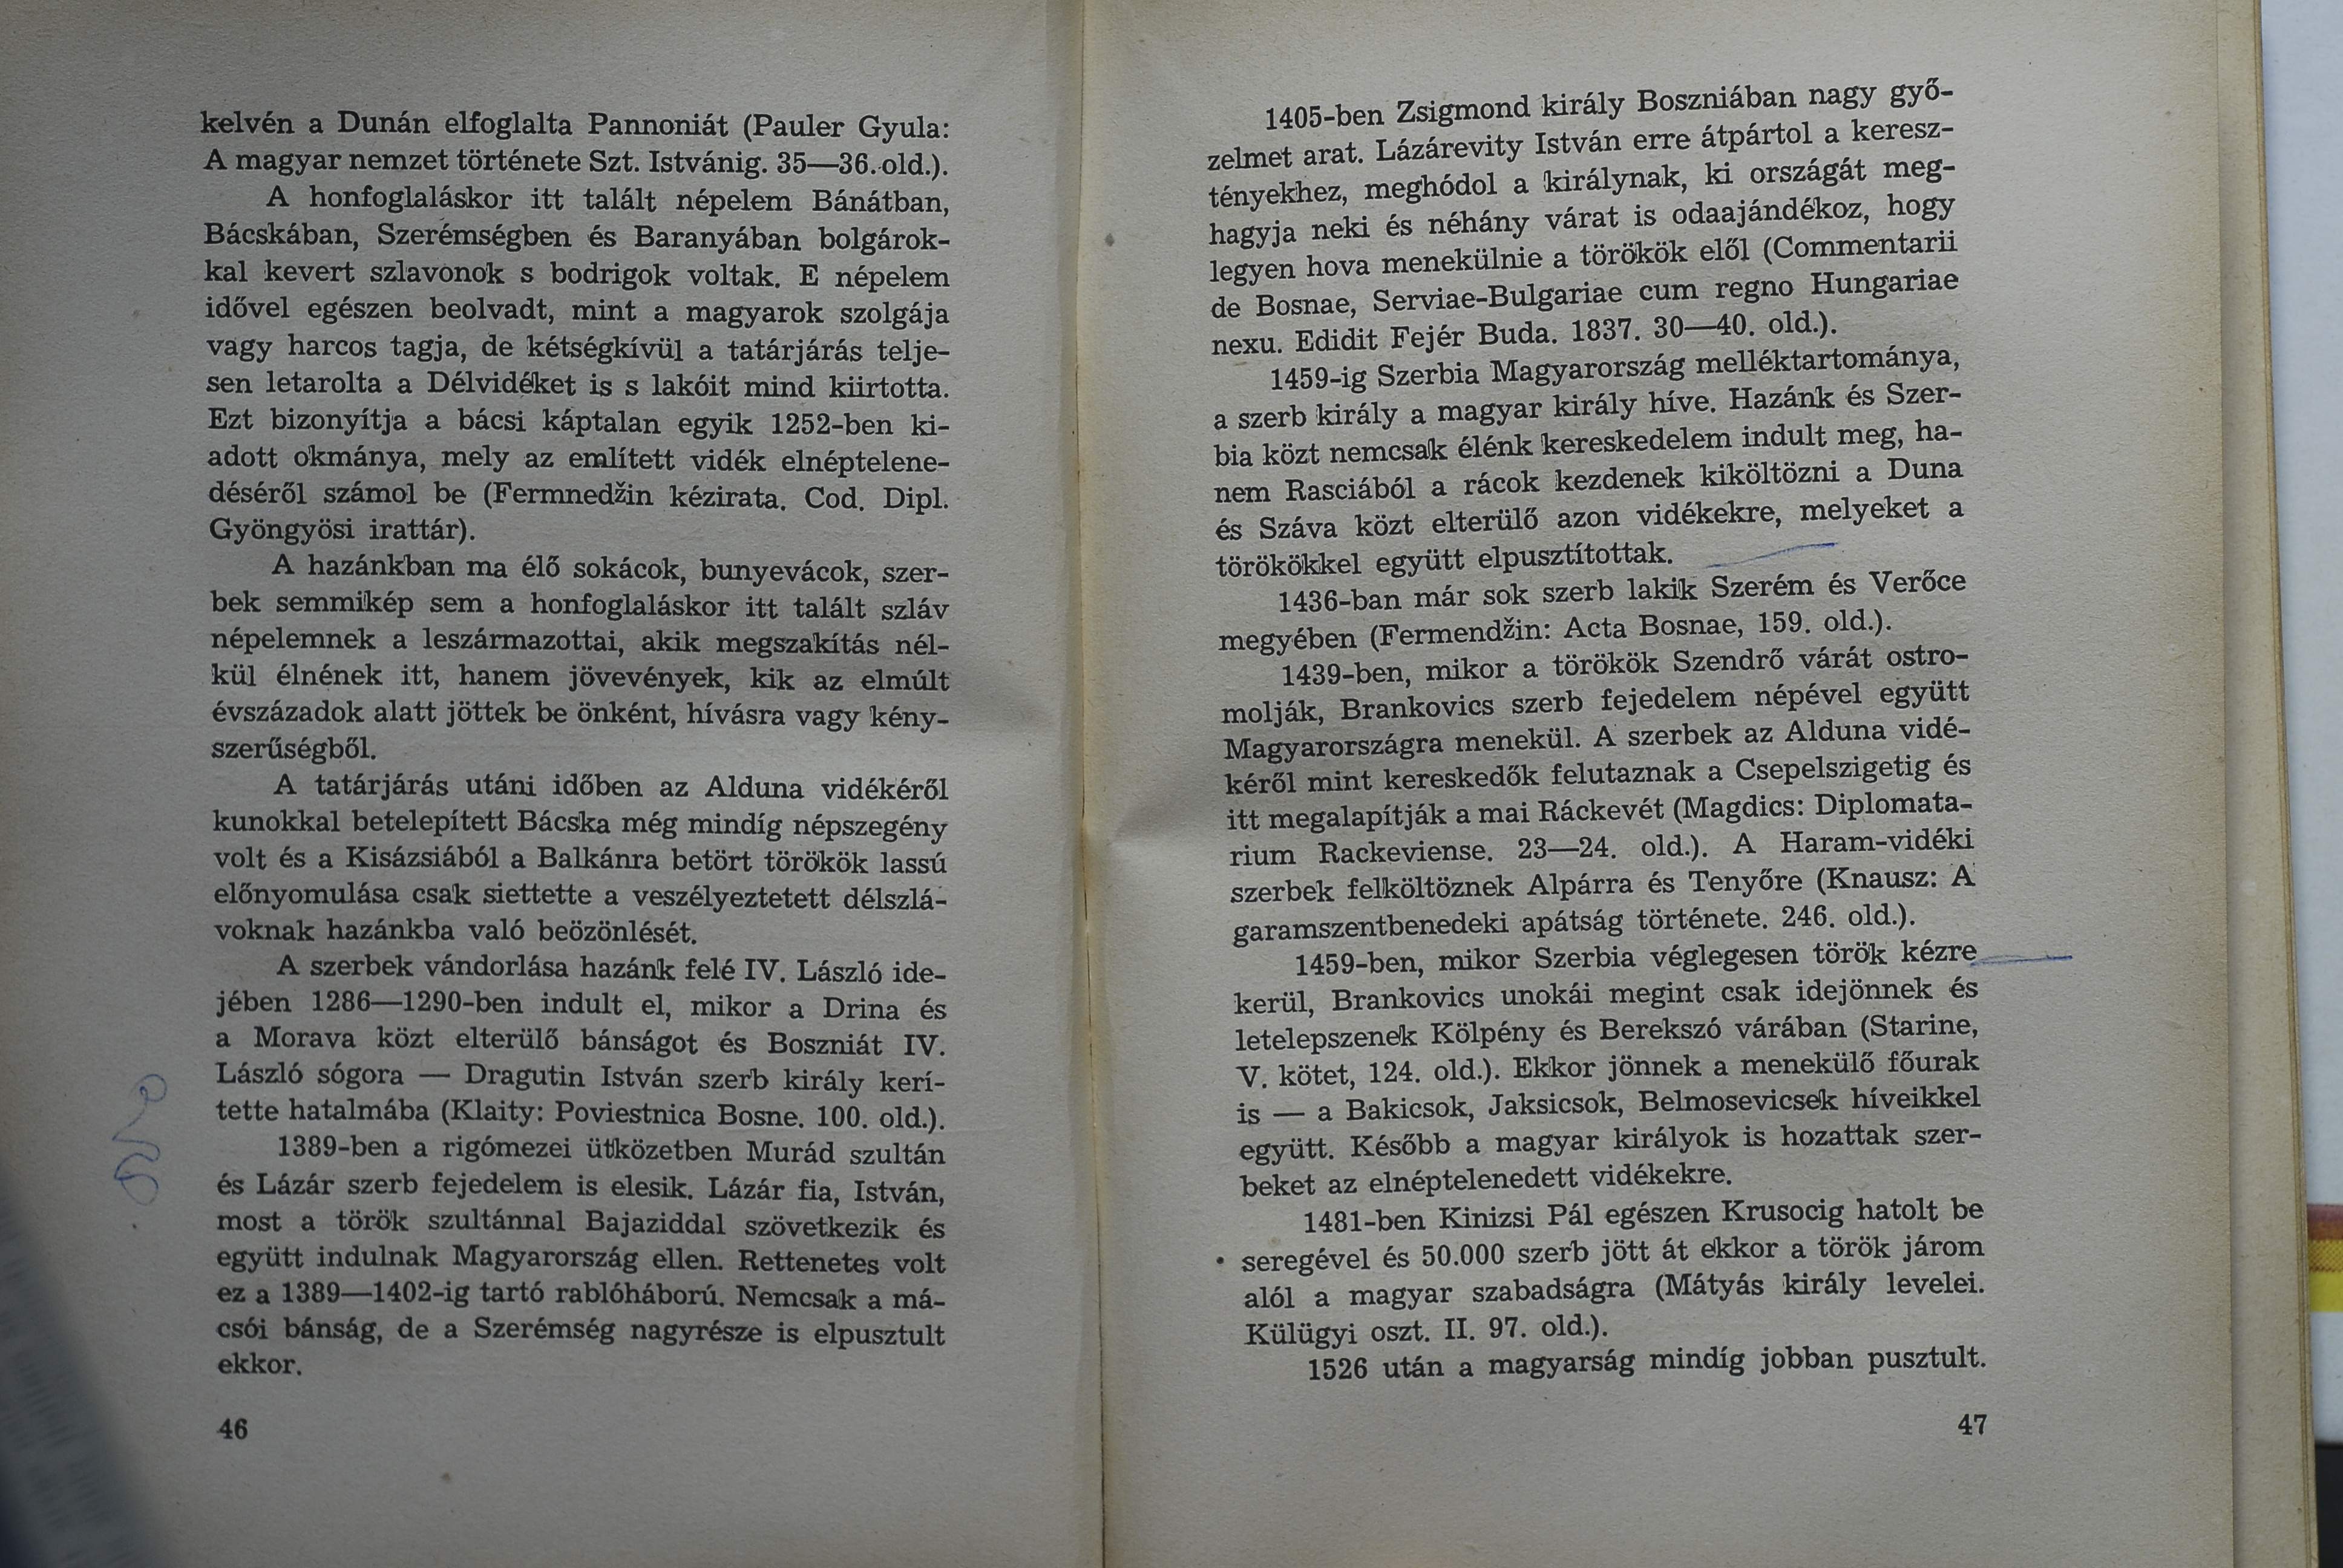 kelvén a Dunán elfoglalta Pannoniát (Pauler Gyula:
A magyar nemzet története Szt. Istvánig. 35—36. old.).
A honfoglaláskor itt talált népelem Bánátban,
Bácskában, Szerémségben és Baranyában bolgárok-
kal kevert szlavonok s bodrigok voltak. E népelem
idővel egészen beolvadt, mint a magyarok szolgája
vagy harcos tagja, de kétségkívül a tatárjárás telje-
sen letarolta a Délvidéket is s lakóit mind kiirtotta.
Ezt bizonyítja a bácsi káptalan egyik 1252-ben ki-
adott okmánya, mely az említett vidék elnéptelene-
déséről számol be (Fermnedžin kézirata. Cod. Dipl.
Gyöngyösi irattár).
A hazánkban ma élő sokácok, bunyevácok, szer-
bek semmikép sem a honfoglaláskor itt talált szláv
népelemnek a leszármazottai, akik megszakítás nél-
kül élnének itt, hanem jövevények, kik az elmúlt
évszázadok alatt jöttek be önként, hívásra vagy kény-
szerűségből.
A tatárjárás utáni időben az Alduna vidékéről
kunokkal betelepített Bácska még mindíg népszegény
volt és a Kisázsiából a Balkánra betört törökök lassú
előnyomulása csak siettette a veszélyeztetett délszlá-
voknak hazánkba való beözönlését.
A szerbek vándorlása hazánk felé IV. László ide-
jében 1286—1290-ben indult el, mikor a Drina és
a Morava közt elterülő bánságot és Boszniát IV.
László sógora — Dragutin István szerb király kerí-
tette hatalmába (Klaity: Poviestnica Bosne. 100. old.).
1389-ben a rigómezei ütközetben Murád szultán
és Lázár szerb fejedelem is elesik. Lázár fia, István,
most a török szultánnal Bajaziddal szövetkezik és
együtt indulnak Magyarország ellen. Rettenetes volt
ez a 1389—1402-ig tartó rablóháború. Nemcsak a má-
csói bánság, de a Szerémség nagyrésze is elpusztult
ekkor.
46
1405-ben Zsigmond király Boszniában nagy győ-
zelmet arat. Lázárevity István erre átpártol a keresz-
tényekhez, meghódol a királynak, ki országát meg-
hagyja neki és néhány várat is odaajándékoz, hogy
legyen hova menekülnie a törökök elől (Commentarii
de Bosnae, Serviae-Bulgariae cum regno Hungariae
nexu. Edidit Fejér Buda. 1837. 30—40. old.).
1459-ig Szerbia Magyarország melléktartománya,
a szerb király a magyar király híve. Hazánk és Szer-
bia közt nemcsak élénk kereskedelem indult meg, ha-
nem Rasciából a rácok kezdenek kiköltözni a Duna
és Száva közt elterülő azon vidékekre, melyeket a
törökökkel együtt elpusztítottak.
1436-ban már sok szerb lakik Szerém és Verőce
megyében (Fermendžin: Acta Bosnae, 159. old.).
1439-ben, mikor a törökök Szendrő várát ostro-
molják, Brankovics szerb fejedelem népével együtt
Magyarországra menekül. A szerbek az Alduna vidé-
kéről mint kereskedők felutaznak a Csepelszigetig és
itt megalapítják a mai Ráckevét (Magdics: Diplomata-
rium Rackeviense. 23—24. old.). A Haram-vidéki
szerbek felköltöznek Alpárra és Tenyőre (Knausz: A
garamszentbenedeki apátság története. 246. old.).
1459-ben, mikor Szerbia véglegesen török kézre
kerül, Brankovics unokái megint csak idejönnek és
letelepszenek Kölpény és Berekszó várában (Starine,
V. kötet, 124. old.). Ekkor jönnek a menekülő főurak
is — a Bakicsok, Jaksicsok, Belmosevicsek híveikkel
együtt. Később a magyar királyok is hozattak szer-
beket az elnéptelenedett vidékekre.
1481-ben Kinizsi Pál egészen Krusocig hatolt be
seregével és 50.000 szerb jött át ekkor a török járom
alól a magyar szabadságra (Mátyás király levelei.
Külügyi oszt. II. 97. old.).
1526 után a magyarság mindíg jobban pusztult.
47